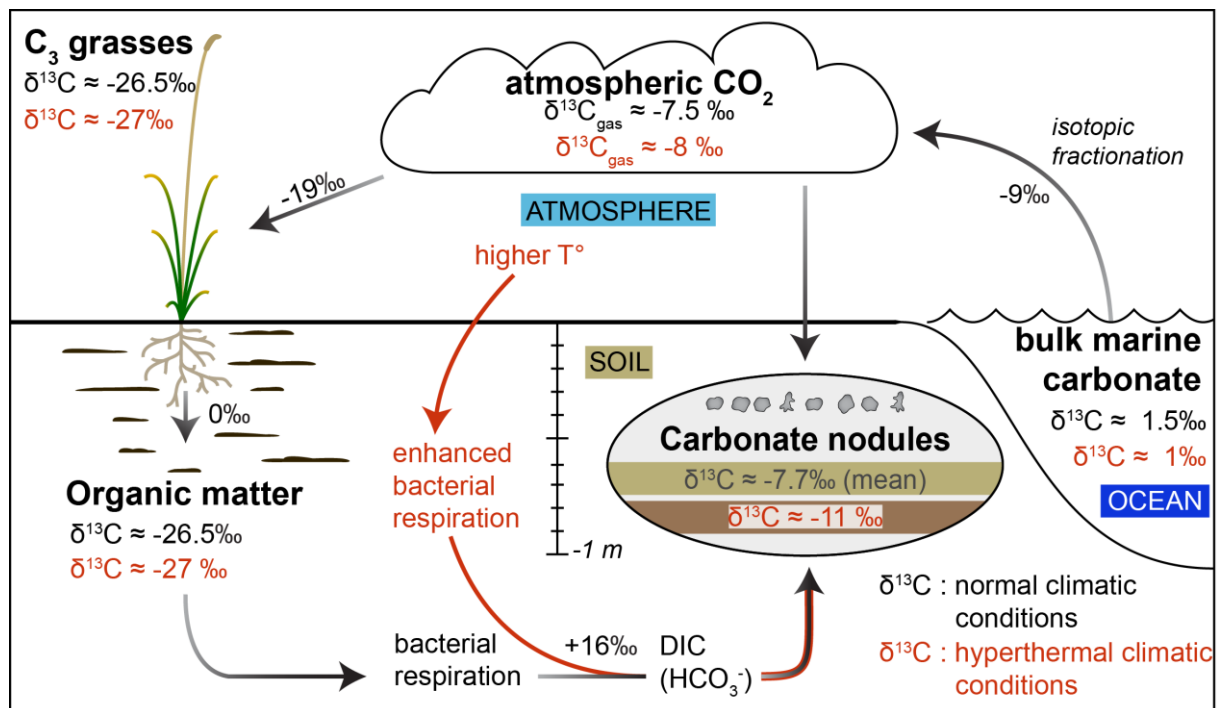 C₃ grasses
δ¹³C ≈ -26.5‰
δ¹³C ≈ -27‰
atmospheric CO₂
δ¹³C_gas ≈ -7.5 ‰
δ¹³C_gas ≈ -8 ‰
isotopic
fractionation
-9‰
-19‰
ATMOSPHERE
higher T°
SOIL
bulk marine
carbonate
δ¹³C ≈ 1.5‰
δ¹³C ≈ 1‰
OCEAN
0‰
enhanced
bacterial
respiration
Carbonate nodules
δ¹³C ≈ -7.7‰ (mean)
δ¹³C ≈ -11 ‰
-1 m
Organic matter
δ¹³C ≈ -26.5‰
δ¹³C ≈ -27 ‰
bacterial
respiration
+16‰
DIC
(HCO₃⁻)
δ¹³C : normal climatic
conditions
δ¹³C : hyperthermal climatic
conditions